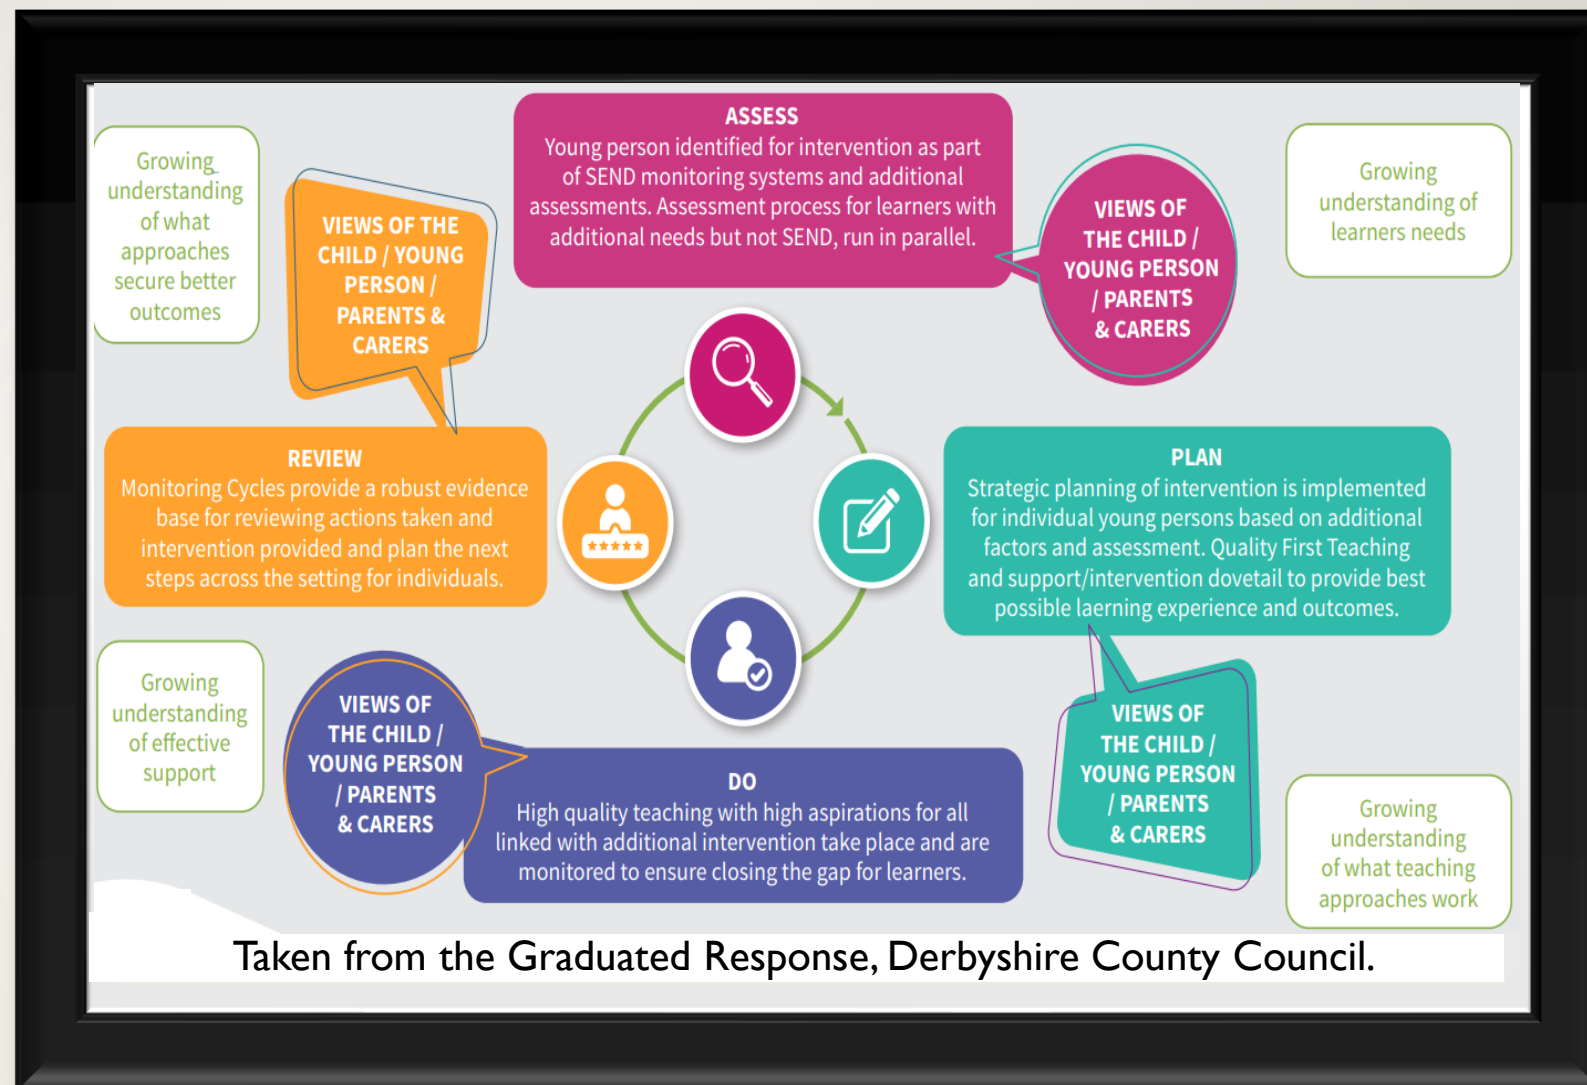 ASSESS
Young person identified for intervention as part
of SEND monitoring systems and additional
assessments. Assessment process for learners with
additional needs but not SEND, run in parallel.
Growing
understanding
of what
approaches
secure better
outcomes
VIEWS OF THE
CHILD / YOUNG
PERSON /
PARENTS &
CARERS
VIEWS OF
THE CHILD /
YOUNG PERSON
/ PARENTS
& CARERS
Growing
understanding of
learners needs
REVIEW
Monitoring Cycles provide a robust evidence
base for reviewing actions taken and
intervention provided and plan the next
steps across the setting for individuals.
PLAN
Strategic planning of intervention is implemented
for individual young persons based on additional
factors and assessment. Quality First Teaching
and support/intervention dovetail to provide best
possible laerning experience and outcomes.
Growing
understanding
of effective
support
VIEWS OF
THE CHILD /
YOUNG PERSON
/ PARENTS
& CARERS
DO
High quality teaching with high aspirations for all
linked with additional intervention take place and are
monitored to ensure closing the gap for learners.
VIEWS OF
THE CHILD /
YOUNG PERSON
/ PARENTS
& CARERS
Growing
understanding
of what teaching
approaches work
Taken from the Graduated Response, Derbyshire County Council.